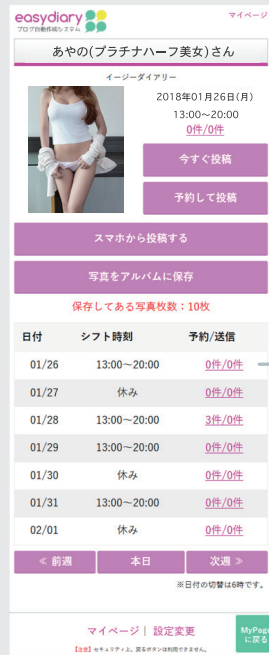 easydiary
マイページ
ブログ自動作成システム
あやの(プラチナハーフ美女)さん
イージーダイアリー
2018年01月26日(月)
13:00～20:00
0件/0件
今すぐ投稿
予約して投稿
スマホから投稿する
写真をアルバムに保存
保存してある写真枚数：10枚
日付 シフト時刻 予約/送信
01/26 13:00～20:00 0件/0件
01/27 休み 0件/0件
01/28 13:00～20:00 3件/0件
01/29 13:00～20:00 0件/0件
01/30 休み 0件/0件
01/31 13:00～20:00 0件/0件
02/01 休み 0件/0件
≪ 前週 本日 次週 ≫
※日付の切替は6時です。
マイページ｜ 設定変更
MyPage
に戻る
【注意】セキュリティ上、戻るボタンは利用できません。